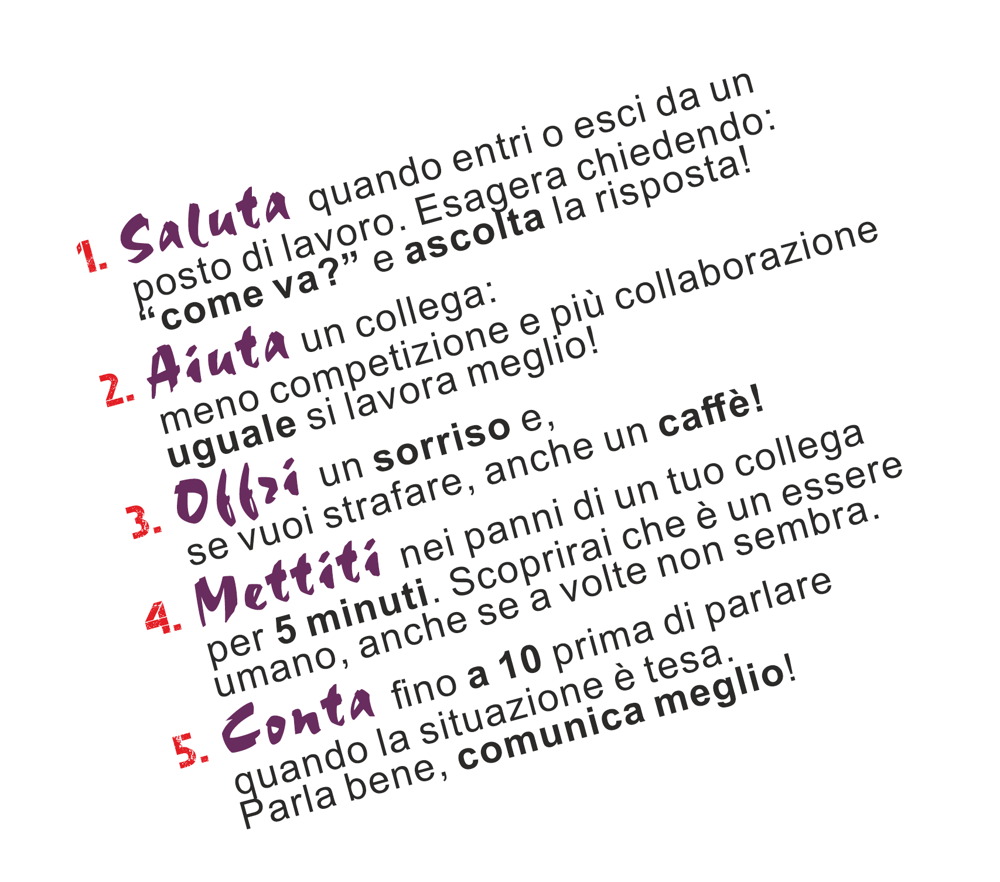 1. Saluta quando entri o esci da un
posto di lavoro. Esagera chiedendo:
“come va?” e ascolta la risposta!
2. Aiuta un collega:
meno competizione e più collaborazione
uguale si lavora meglio!
3. Offri un sorriso e,
se vuoi strafare, anche un caffè!
4. Mettiti nei panni di un tuo collega
per 5 minuti. Scoprirai che è un essere
umano, anche se a volte non sembra.
5. Conta fino a 10 prima di parlare
quando la situazione è tesa.
Parla bene, comunica meglio!